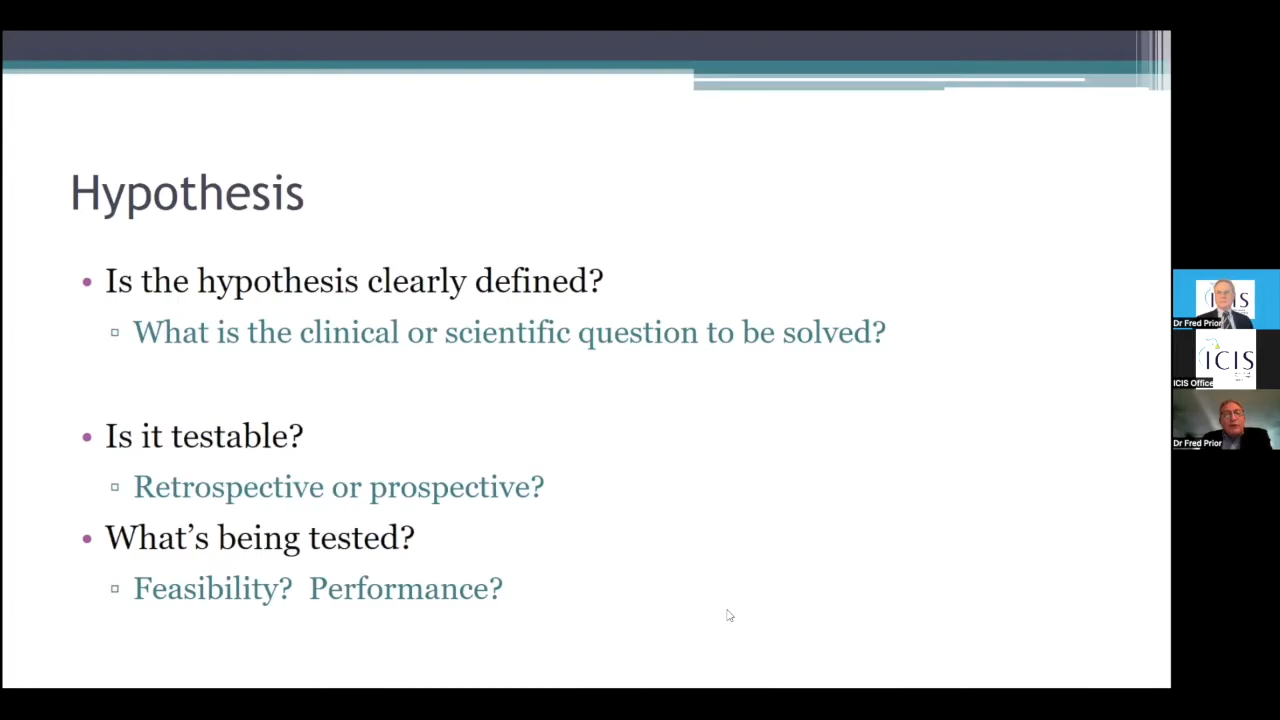 Hypothesis
• Is the hypothesis clearly defined?
▫ What is the clinical or scientific question to be solved?
• Is it testable?
▫ Retrospective or prospective?
• What's being tested?
▫ Feasibility? Performance?
Dr Fred Prior
ICIS
ICIS Office
Dr Fred Prior